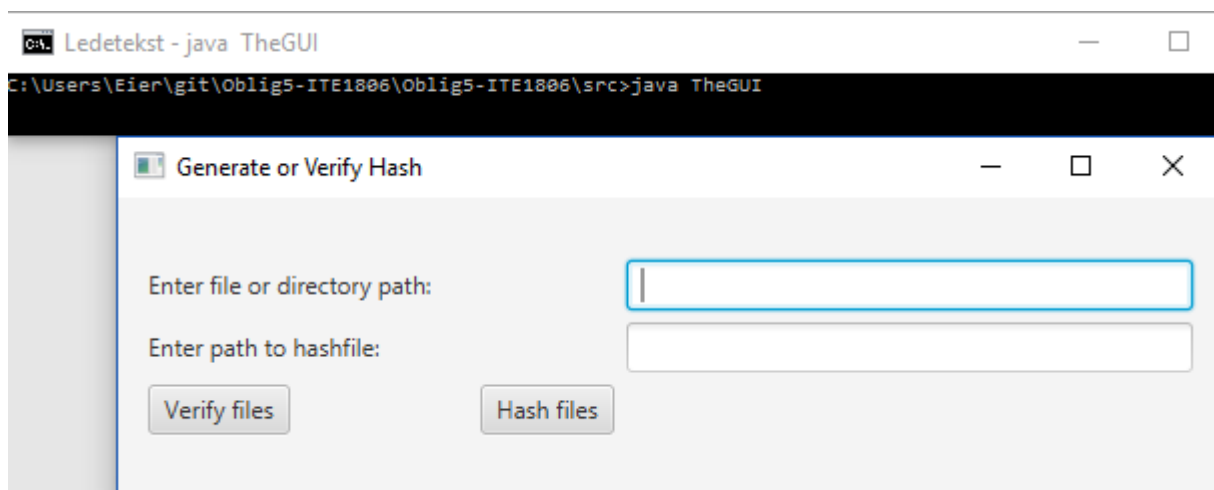 Ledetekst - java  TheGUI
C:\Users\Eier\git\Oblig5-ITE1806\Oblig5-ITE1806\src>java TheGUI
Generate or Verify Hash
Enter file or directory path:
Enter path to hashfile:
Verify files Hash files